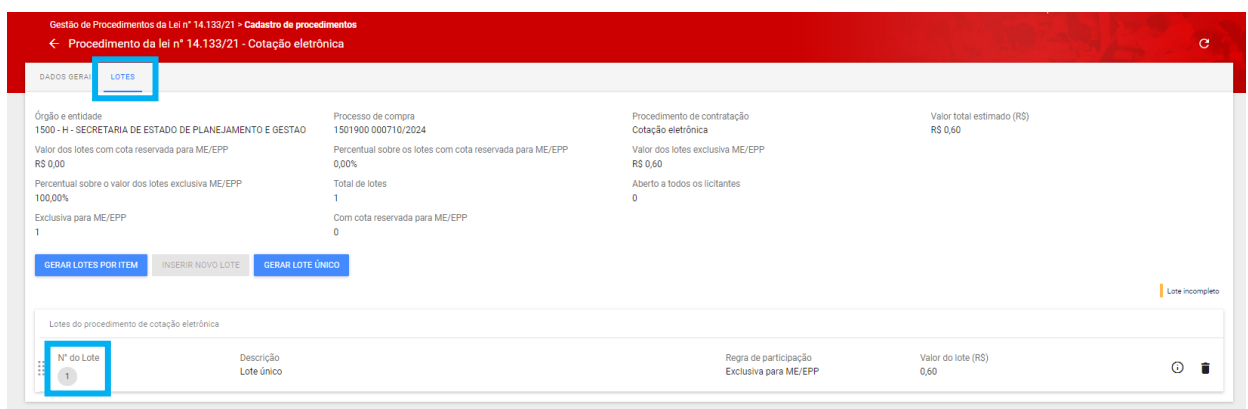 Gestão de Procedimentos da Lei n° 14.133/21 > Cadastro de procedimentos
← Procedimento da lei n° 14.133/21 - Cotação eletrônica
DADOS GERAI LOTES
Órgão e entidade Processo de compra Procedimento de contratação Valor total estimado (R$)
1500 - H - SECRETARIA DE ESTADO DE PLANEJAMENTO E GESTAO 1501900 000710/2024 Cotação eletrônica R$ 0,60
Valor dos lotes com cota reservada para ME/EPP Percentual sobre os lotes com cota reservada para ME/EPP Valor dos lotes exclusiva ME/EPP
R$ 0,00 0,00% R$ 0,60
Percentual sobre o valor dos lotes exclusiva ME/EPP Total de lotes Aberto a todos os licitantes
100,00% 1 0
Exclusiva para ME/EPP Com cota reservada para ME/EPP
1 0
GERAR LOTES POR ITEM INSERIR NOVO LOTE GERAR LOTE ÚNICO
Lote incompleto
Lotes do procedimento de cotação eletrônica
N° do Lote Descrição Regra de participação Valor do lote (R$)
1 Lote único Exclusiva para ME/EPP 0,60